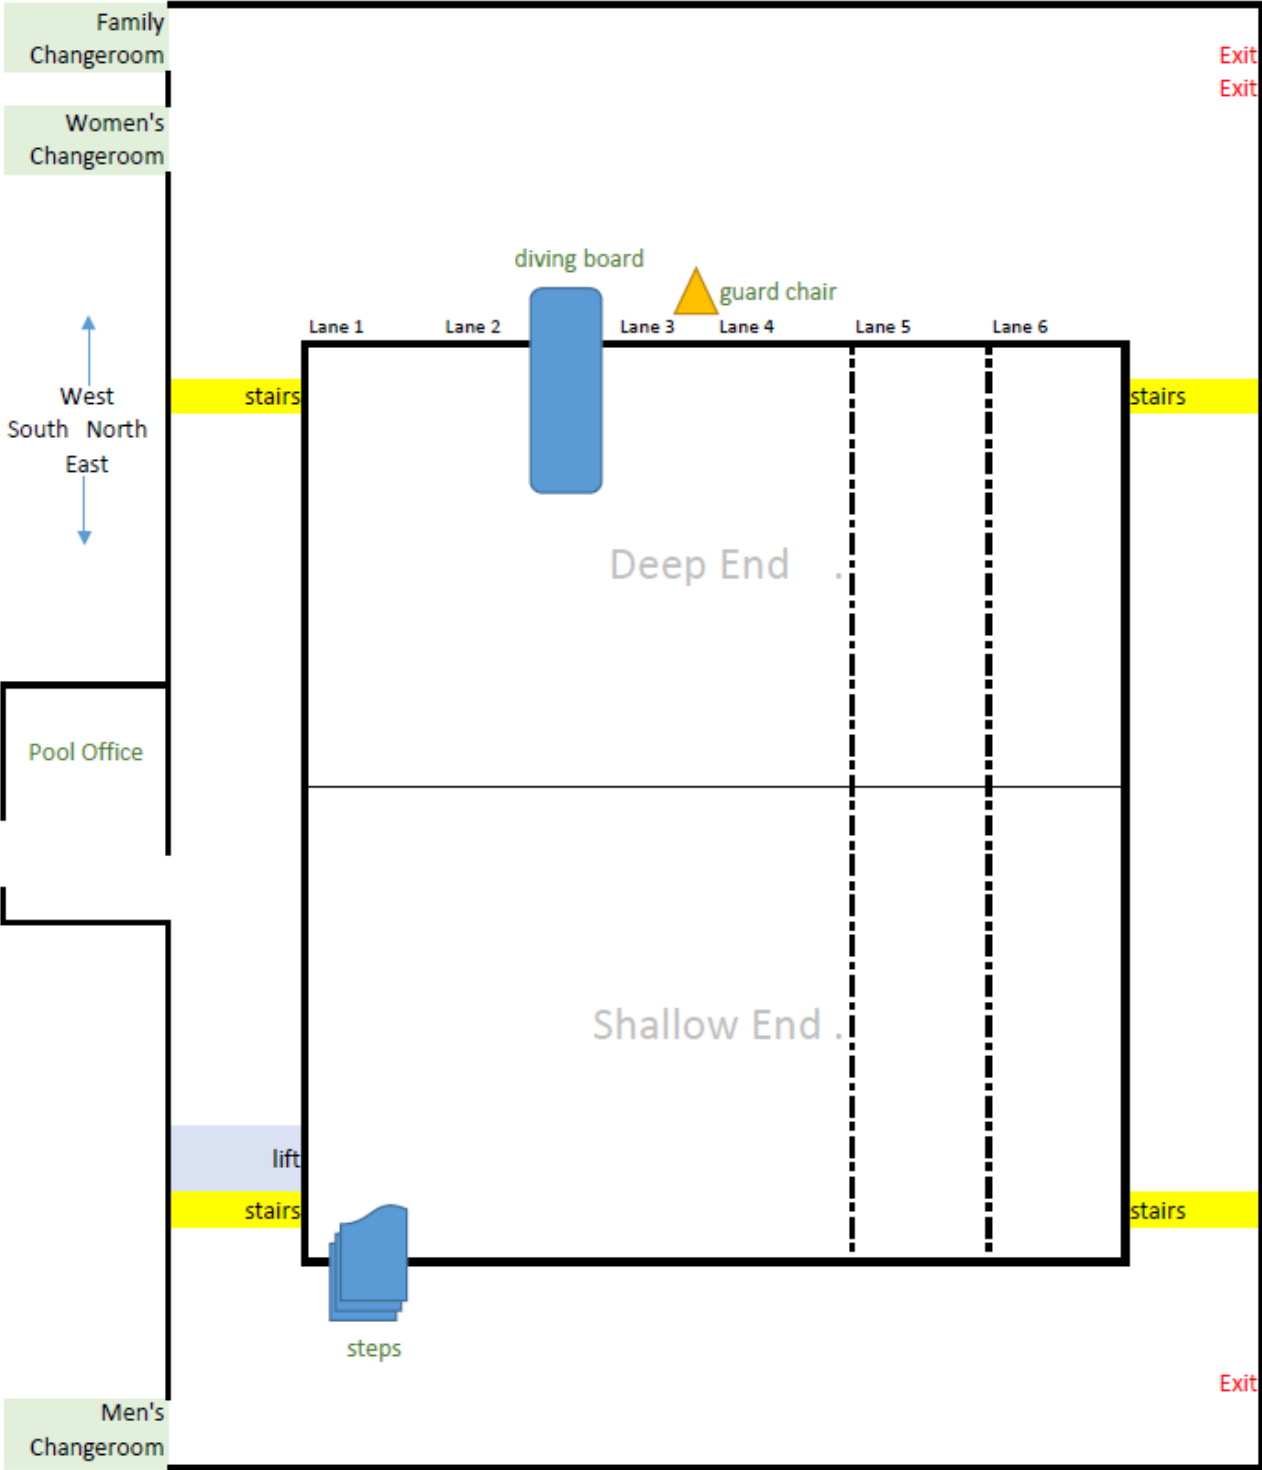 Family
Changeroom
Exit
Exit
Women's
Changeroom
diving board
guard chair
Lane 1 Lane 2 Lane 3 Lane 4 Lane 5 Lane 6
stairs stairs
West
South North
East
Deep End .
Pool Office
Shallow End .
lift
stairs stairs
steps
Exit
Men's
Changeroom